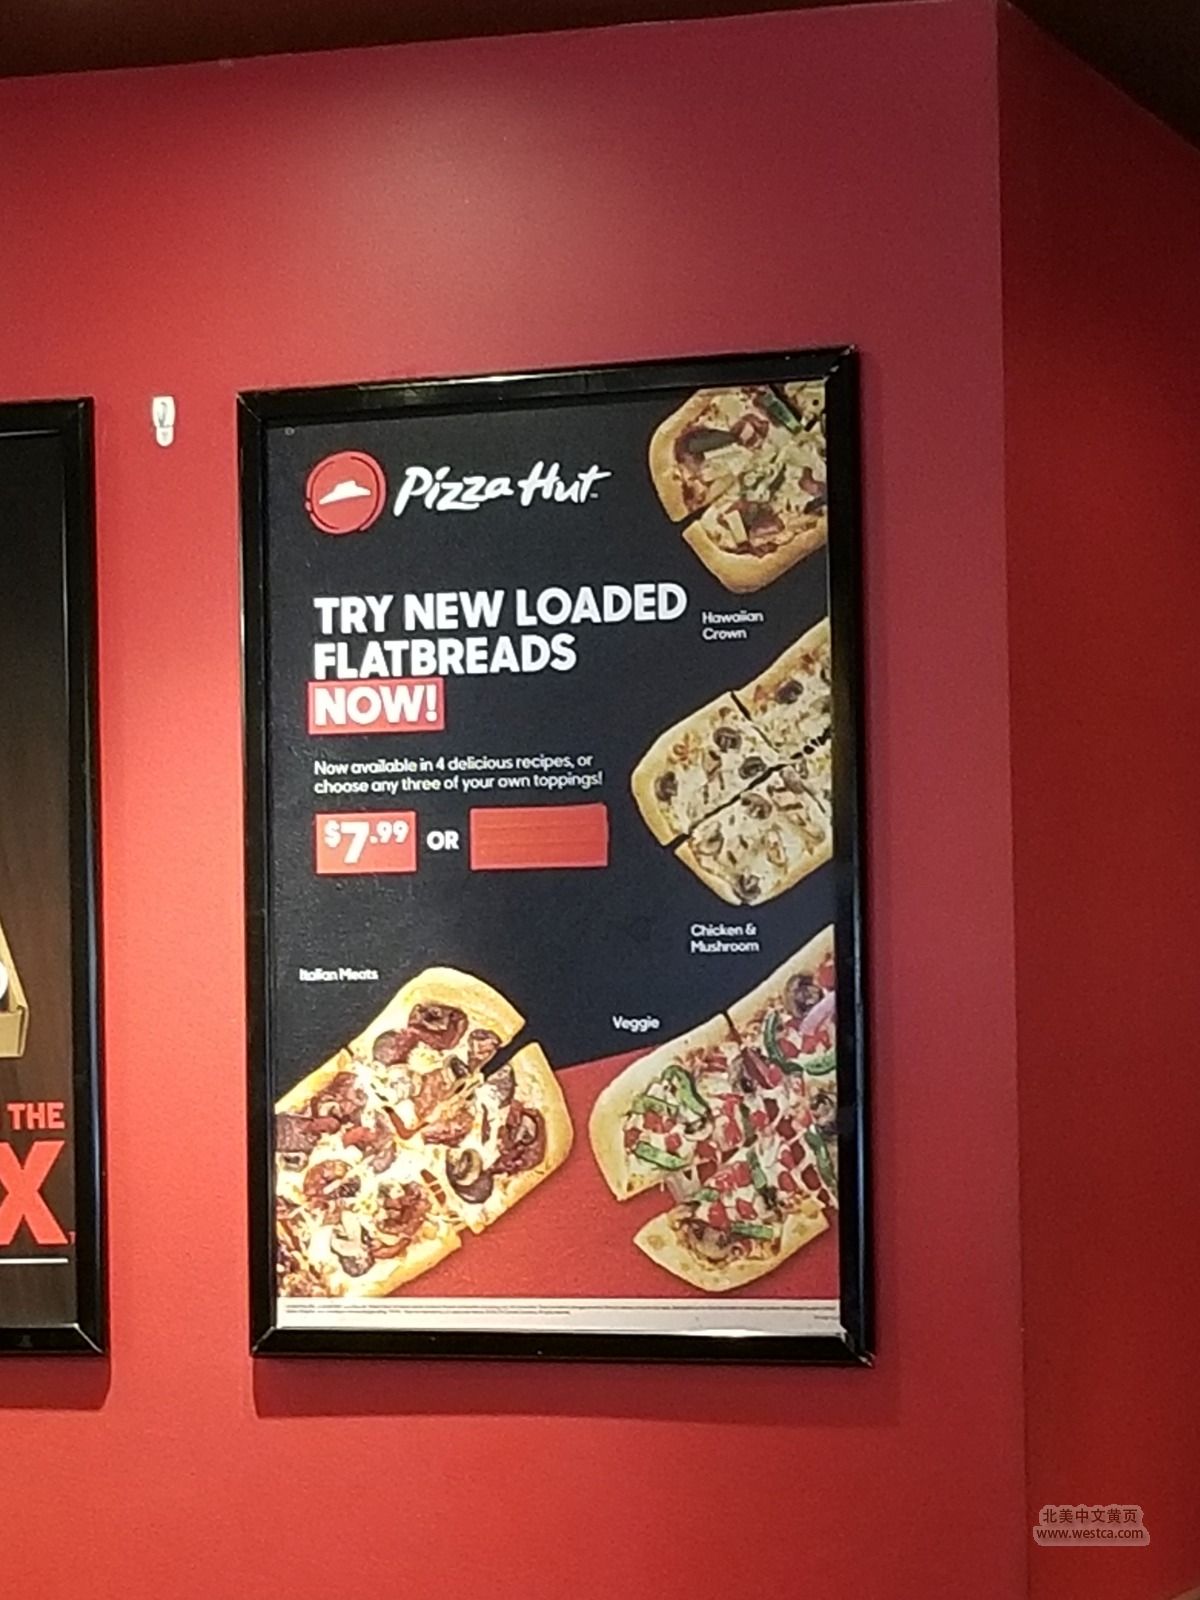 Pizza Hut
TRY NEW LOADED
FLATBREADS
NOW!
Now available in 4 delicious recipes, or
choose any three of your own toppings!
$7.99 OR
Hawaiian
Crown
Chicken &
Mushroom
Italian Meats
Veggie
THE
X
北美中文黄页
www.westca.com